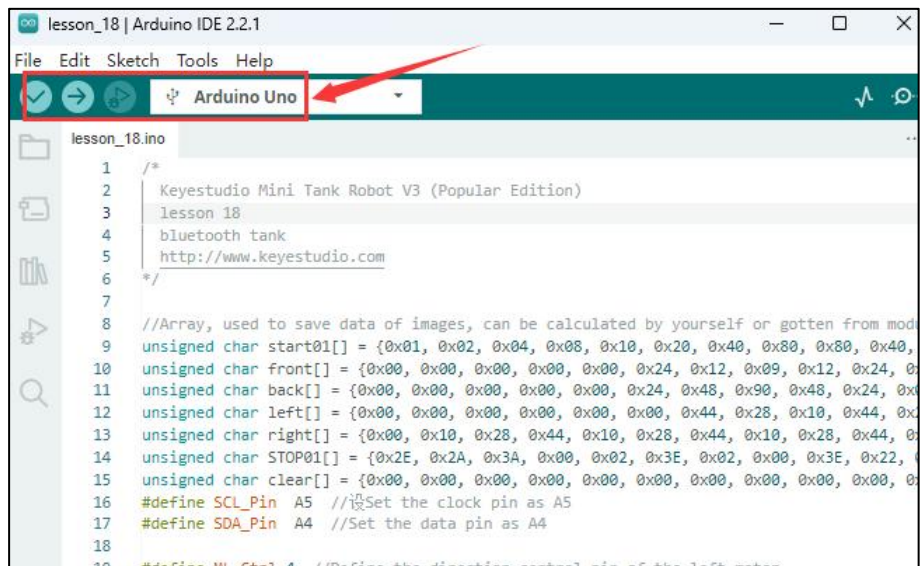 lesson_18 | Arduino IDE 2.2.1
File Edit Sketch Tools Help
Arduino Uno
lesson_18.ino
1 /*
2 Keyestudio Mini Tank Robot V3 (Popular Edition)
3 lesson 18
4 bluetooth tank
5 http://www.keyestudio.com
6 */
7
8 //Array, used to save data of images, can be calculated by yourself or gotten from modu
9 unsigned char start01[] = {0x01, 0x02, 0x04, 0x08, 0x10, 0x20, 0x40, 0x80, 0x80, 0x40,
10 unsigned char front[] = {0x00, 0x00, 0x00, 0x00, 0x00, 0x24, 0x12, 0x09, 0x12, 0x24,
11 unsigned char back[] = {0x00, 0x00, 0x00, 0x00, 0x00, 0x24, 0x48, 0x90, 0x48, 0x24,
12 unsigned char left[] = {0x00, 0x00, 0x00, 0x00, 0x00, 0x00, 0x44, 0x28, 0x10, 0x44,
13 unsigned char right[] = {0x00, 0x10, 0x28, 0x44, 0x10, 0x28, 0x44, 0x10, 0x28, 0x44,
14 unsigned char STOP01[] = {0x2E, 0x2A, 0x3A, 0x00, 0x02, 0x3E, 0x02, 0x00, 0x3E, 0x22,
15 unsigned char clear[] = {0x00, 0x00, 0x00, 0x00, 0x00, 0x00, 0x00, 0x00, 0x00, 0x00,
16 #define SCL_Pin A5 //设Set the clock pin as A5
17 #define SDA_Pin A4 //Set the data pin as A4
18